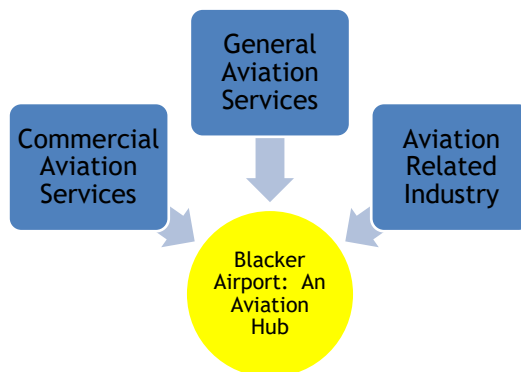 General
Aviation
Services
Commercial
Aviation
Services
Aviation
Related
Industry
Blacker
Airport:  An
Aviation
Hub